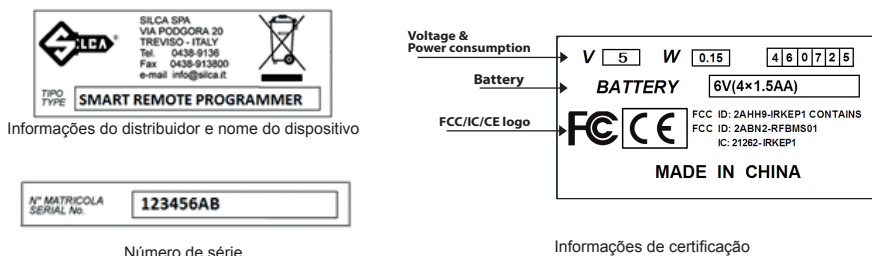 SILCA
SILCA SPA
VIA PODGORA 20
TREVISO - ITALY
Tel. 0438-9136
Fax 0438-913800
e-mail info@silca.it
TIPO
TYPE
SMART REMOTE PROGRAMMER
Informações do distribuidor e nome do dispositivo
N° MATRICOLA
SERIAL No.
123456AB
Número de série
Voltage &
Power consumption
V 5 W 0.15 460725
Battery
BATTERY 6V(4×1.5AA)
FCC/IC/CE logo
FC CE
FCC ID: 2AHH9-IRKEP1 CONTAINS
FCC ID: 2ABN2-RFBMS01
IC: 21262-IRKEP1
MADE IN CHINA
Informações de certificação